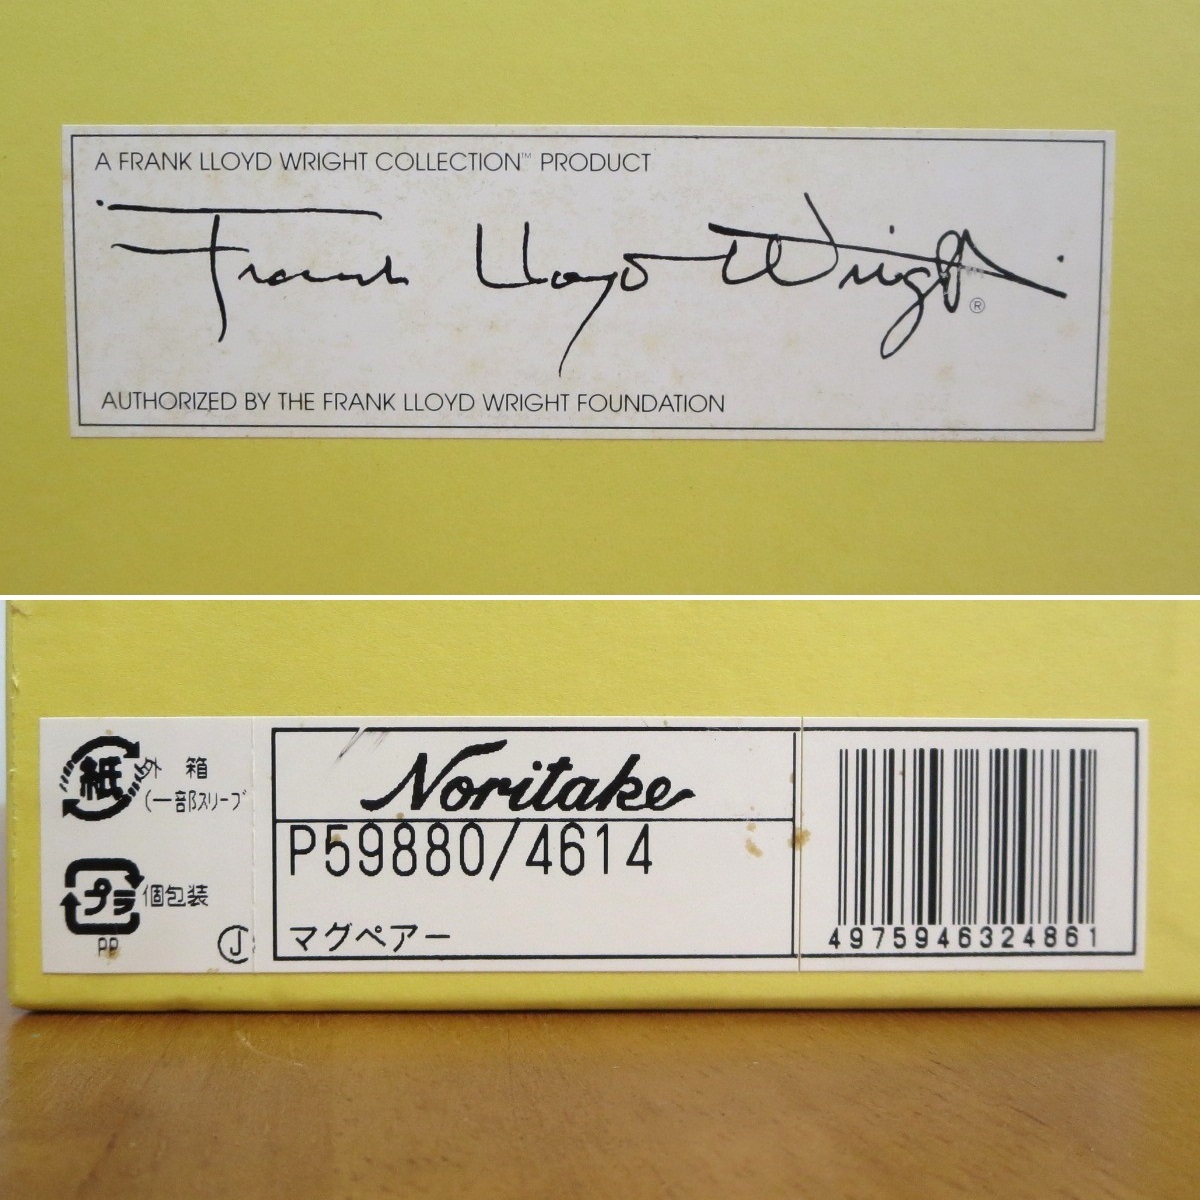 A FRANK LLOYD WRIGHT COLLECTION™ PRODUCT
Frank Lloyd Wright ®
AUTHORIZED BY THE FRANK LLOYD WRIGHT FOUNDATION
紙 外箱
(一部スリーブ
プラ 個包装
PP
J
Noritake
P59880/4614
マグペアー
4975946324861